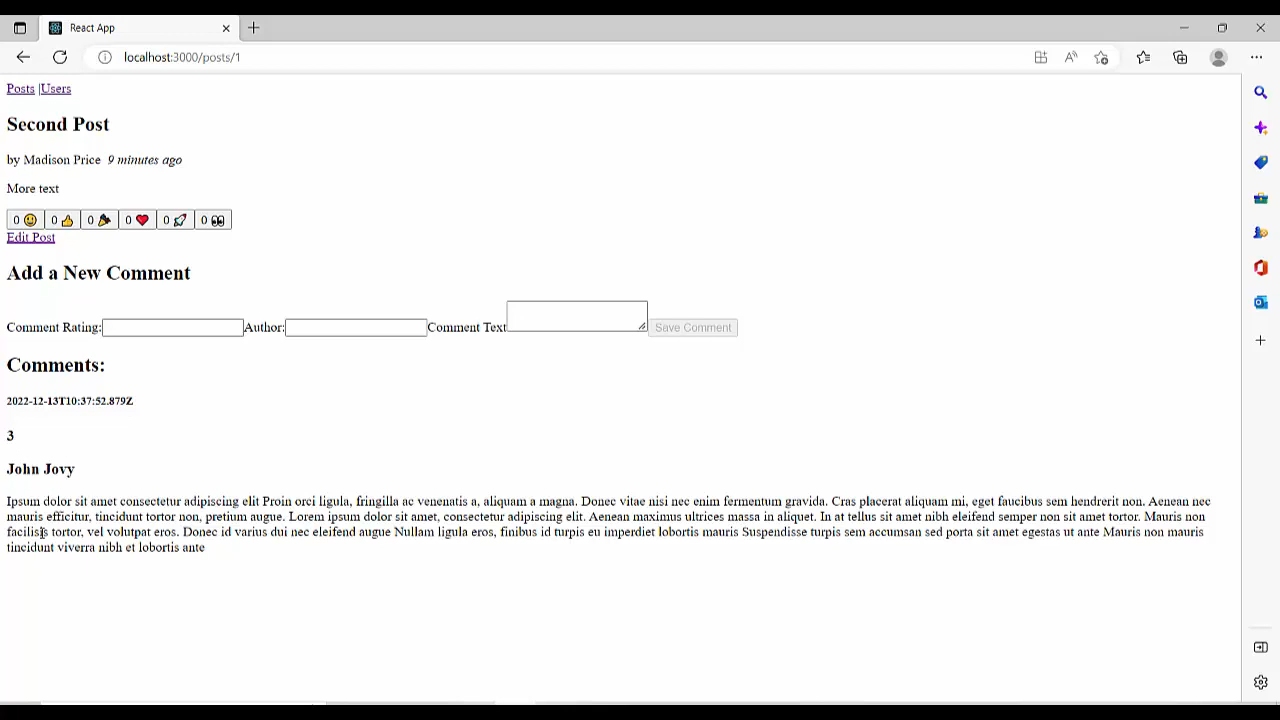 React App
localhost:3000/posts/1
Posts |Users
Second Post
by Madison Price 9 minutes ago
More text
0 0 0 0 0 0
Edit Post
Add a New Comment
Comment Rating: Author: Comment Text Save Comment
Comments:
2022-12-13T10:37:52.879Z
3
John Jovy
Ipsum dolor sit amet consectetur adipiscing elit Proin orci ligula, fringilla ac venenatis a, aliquam a magna. Donec vitae nisi nec enim fermentum gravida. Cras placerat aliquam mi, eget faucibus sem hendrerit non. Aenean nec
mauris efficitur, tincidunt tortor non, pretium augue. Lorem ipsum dolor sit amet, consectetur adipiscing elit. Aenean maximus ultrices massa in aliquet. In at tellus sit amet nibh eleifend semper non sit amet tortor. Mauris non
facilisis tortor, vel volutpat eros. Donec id varius dui nec eleifend augue Nullam ligula eros, finibus id turpis eu imperdiet lobortis mauris Suspendisse turpis sem accumsan sed porta sit amet egestas ut ante Mauris non mauris
tincidunt viverra nibh et lobortis ante